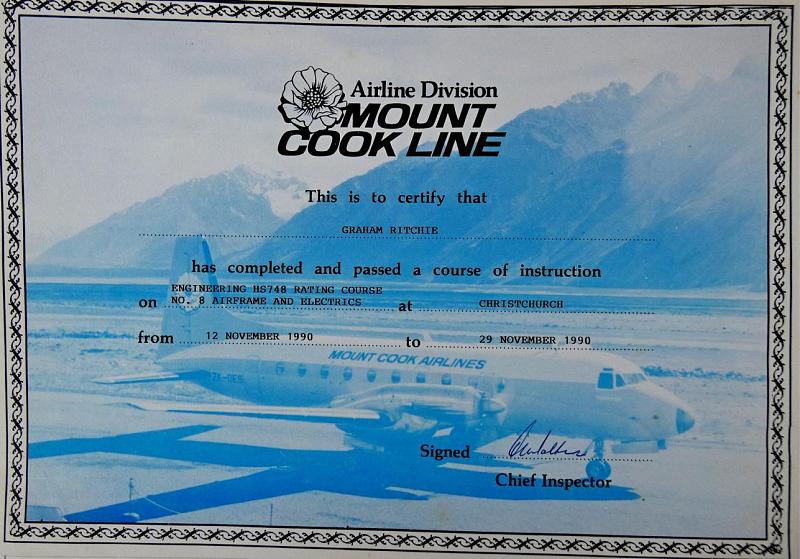 Airline Division
MOUNT
COOK LINE
This is to certify that
GRAHAM RITCHIE
has completed and passed a course of instruction
ENGINEERING HS748 RATING COURSE
on NO. 8 AIRFRAME AND ELECTRICS at CHRISTCHURCH
from 12 NOVEMBER 1990 to 29 NOVEMBER 1990
MOUNT COOK AIRLINES
ZK-DES
Signed
Chief Inspector